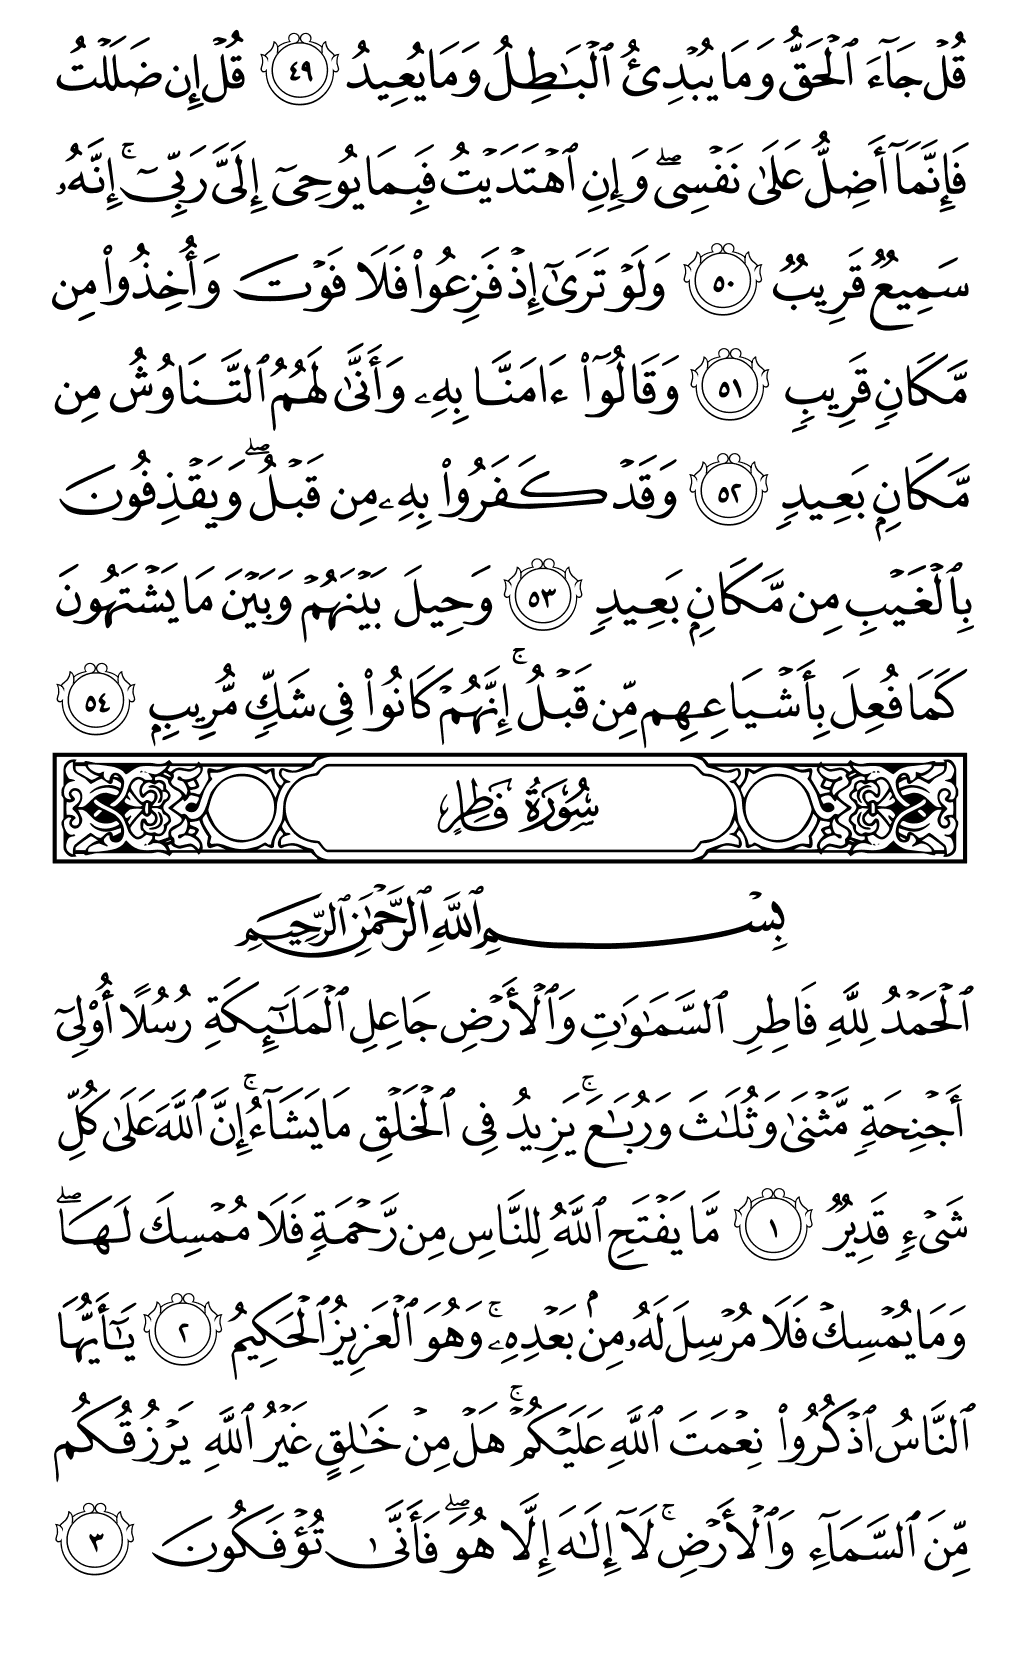 قُلۡ جَآءَ ٱلۡحَقُّ وَمَا يُبۡدِئُ ٱلۡبَٰطِلُ وَمَا يُعِيدُ ٤٩ قُلۡ إِن ضَلَلۡتُ
فَإِنَّمَآ أَضِلُّ عَلَىٰ نَفۡسِيۖ وَإِنِ ٱهۡتَدَيۡتُ فَبِمَا يُوحِيٓ إِلَيَّ رَبِّيٓۚ إِنَّهُۥ
سَمِيعٞ قَرِيبٞ ٥٠ وَلَوۡ تَرَىٰٓ إِذۡ فَزِعُواْ فَلَا فَوۡتَ وَأُخِذُواْ مِن
مَّكَانٖ قَرِيبٖ ٥١ وَقَالُوٓاْ ءَامَنَّا بِهِۦ وَأَنَّىٰ لَهُمُ ٱلتَّنَاوُشُ مِن
مَّكَانِۭ بَعِيدٖ ٥٢ وَقَدۡ كَفَرُواْ بِهِۦ مِن قَبۡلُۖ وَيَقۡذِفُونَ
بِٱلۡغَيۡبِ مِن مَّكَانِۭ بَعِيدٖ ٥٣ وَحِيلَ بَيۡنَهُمۡ وَبَيۡنَ مَا يَشۡتَهُونَ
كَمَا فُعِلَ بِأَشۡيَاعِهِم مِّن قَبۡلُۚ إِنَّهُمۡ كَانُواْ فِي شَكّٖ مُّرِيبِۭ ٥٤
سُورَةُ فَاطِرٍ
بِسۡمِ ٱللَّهِ ٱلرَّحۡمَٰنِ ٱلرَّحِيمِ
ٱلۡحَمۡدُ لِلَّهِ فَاطِرِ ٱلسَّمَٰوَٰتِ وَٱلۡأَرۡضِ جَاعِلِ ٱلۡمَلَٰٓئِكَةِ رُسُلًا أُوْلِيٓ
أَجۡنِحَةٖ مَّثۡنَىٰ وَثُلَٰثَ وَرُبَٰعَۚ يَزِيدُ فِي ٱلۡخَلۡقِ مَا يَشَآءُۚ إِنَّ ٱللَّهَ عَلَىٰ كُلِّ
شَيۡءٖ قَدِيرٞ ١ مَّا يَفۡتَحِ ٱللَّهُ لِلنَّاسِ مِن رَّحۡمَةٖ فَلَا مُمۡسِكَ لَهَاۖ
وَمَا يُمۡسِكۡ فَلَا مُرۡسِلَ لَهُۥ مِنۢ بَعۡدِهِۦۚ وَهُوَ ٱلۡعَزِيزُ ٱلۡحَكِيمُ ٢ يَٰٓأَيُّهَا
ٱلنَّاسُ ٱذۡكُرُواْ نِعۡمَتَ ٱللَّهِ عَلَيۡكُمۡۚ هَلۡ مِنۡ خَٰلِقٍ غَيۡرُ ٱللَّهِ يَرۡزُقُكُم
مِّنَ ٱلسَّمَآءِ وَٱلۡأَرۡضِۚ لَآ إِلَٰهَ إِلَّا هُوَۖ فَأَنَّىٰ تُؤۡفَكُونَ ٣